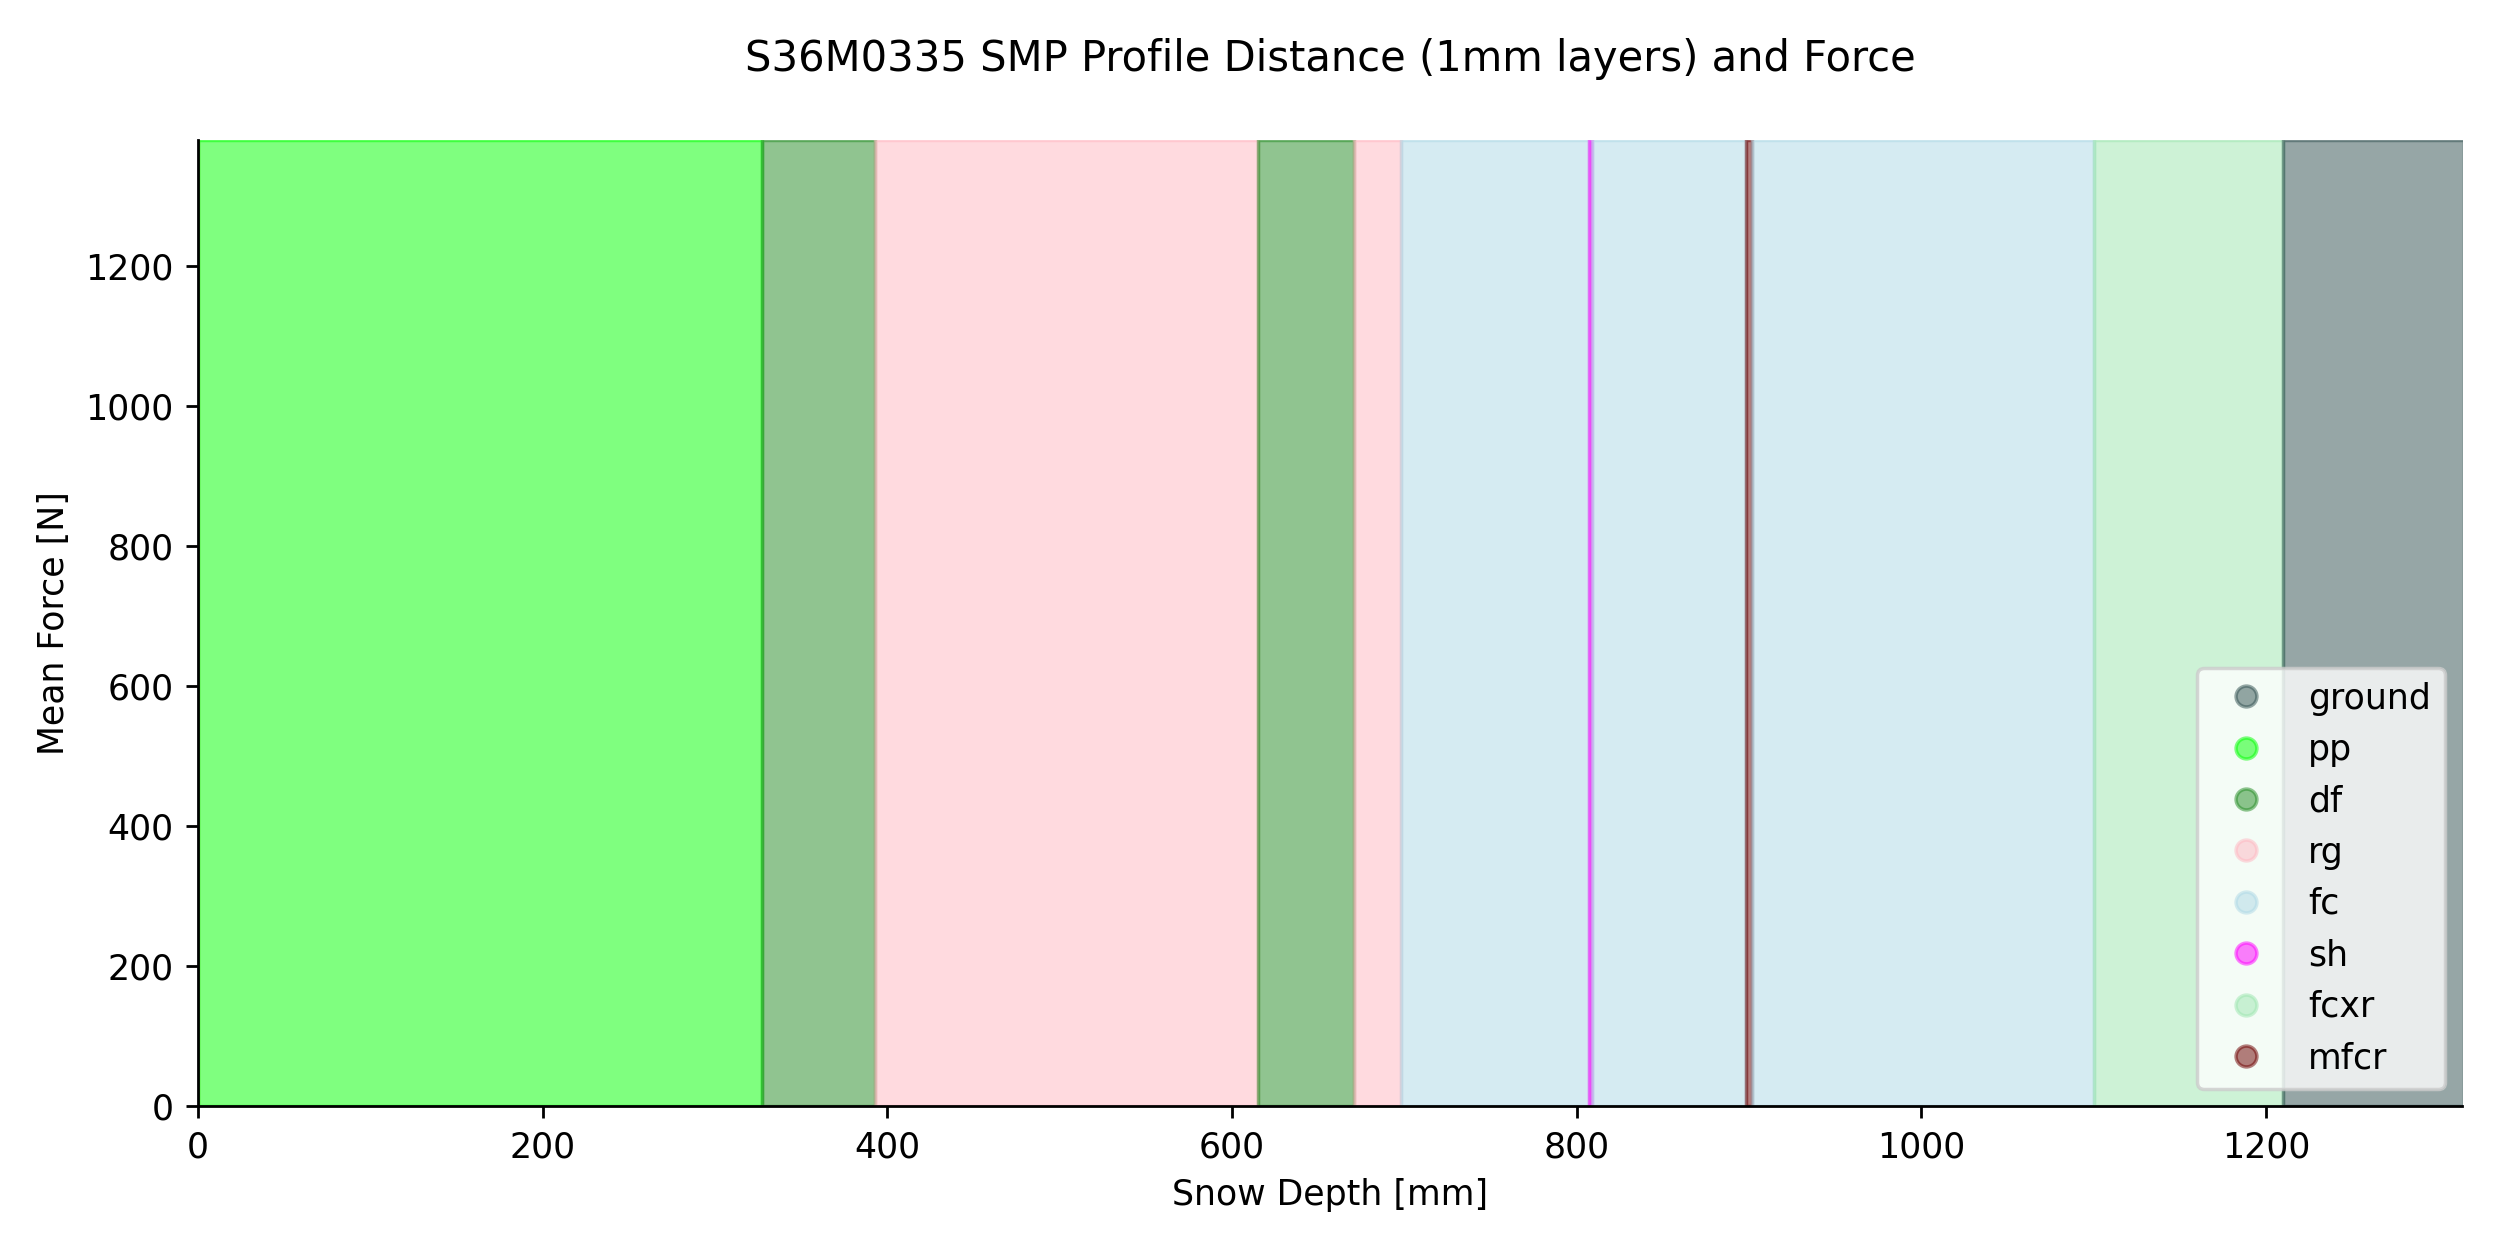 S36M0335 SMP Profile Distance (1mm layers) and Force
Mean Force [N]
1200
1000
800
600
400
200
0
0 200 400 600 800 1000 1200
Snow Depth [mm]
ground
pp
df
rg
fc
sh
fcxr
mfcr